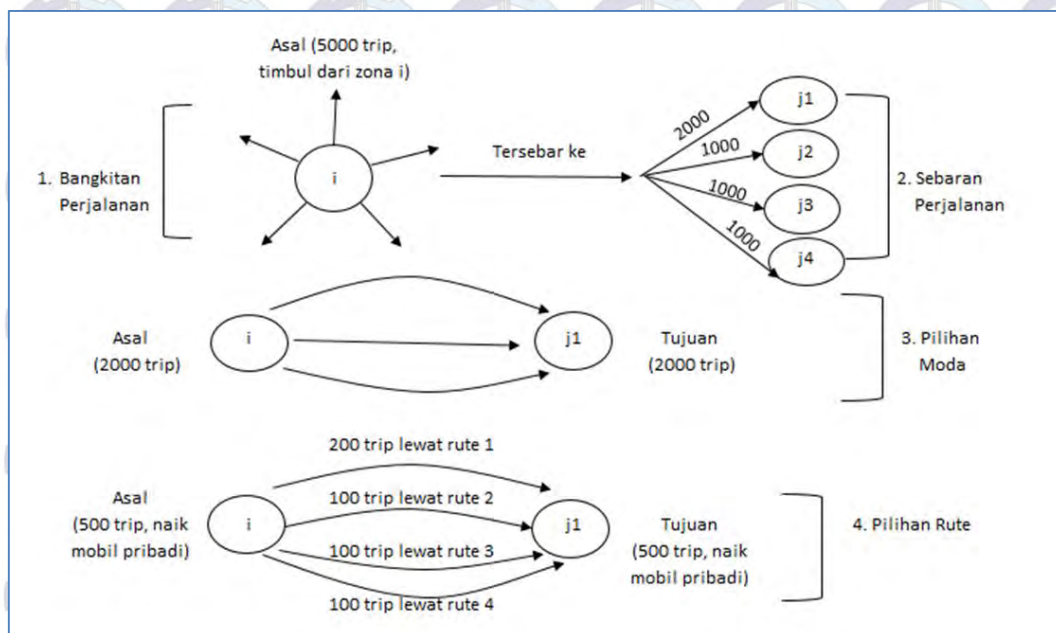 Asal (5000 trip,
timbul dari zona i)
1. Bangkitan
Perjalanan
i
Tersebar ke
2000
1000
1000
1000
j1
j2
j3
j4
2. Sebaran
Perjalanan
Asal
(2000 trip)
i
j1
Tujuan
(2000 trip)
3. Pilihan
Moda
Asal
(500 trip, naik
mobil pribadi)
i
200 trip lewat rute 1
100 trip lewat rute 2
100 trip lewat rute 3
100 trip lewat rute 4
j1
Tujuan
(500 trip, naik
mobil pribadi)
4. Pilihan Rute